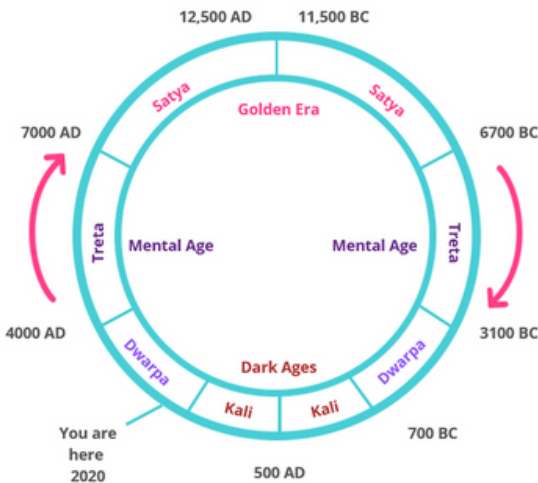 12,500 AD
11,500 BC
Satya
Satya
Golden Era
7000 AD
6700 BC
Treta
Mental Age
Mental Age
Treta
4000 AD
3100 BC
Dwarpa
Dwarpa
Dark Ages
Kali
Kali
You are
here
2020
700 BC
500 AD